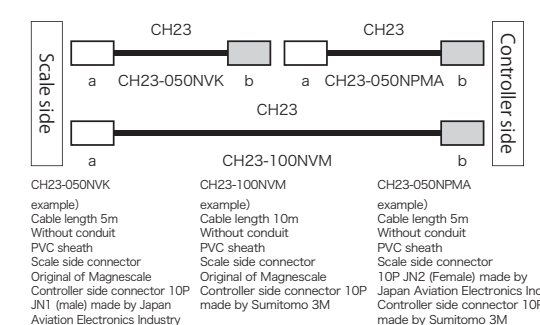 CH23 CH23
Scale side
Controller side
a CH23-050NVK b a CH23-050NPMA b
CH23
a CH23-100NVM b
CH23-050NVK
example)
Cable length 5m
Without conduit
PVC sheath
Scale side connector
Original of Magnescale
Controller side connector 10P
JN1 (male) made by Japan
Aviation Electronics Industry
CH23-100NVM
example)
Cable length 10m
Without conduit
PVC sheath
Scale side connector
Original of Magnescale
Controller side connector 10P
made by Sumitomo 3M
CH23-050NPMA
example)
Cable length 5m
Without conduit
PVC sheath
Scale side connector
10P JN2 (Female) made by
Japan Aviation Electronics Inc
Controller side connector 10P
made by Sumitomo 3M